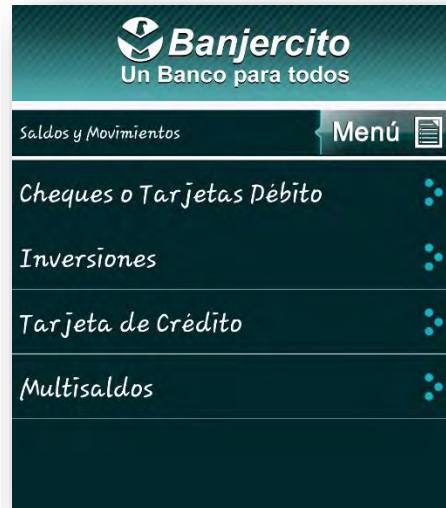 Banjercito
Un Banco para todos
Saldos y Movimientos
Menú
Cheques o Tarjetas Débito
Inversiones
Tarjeta de Crédito
Multisaldos